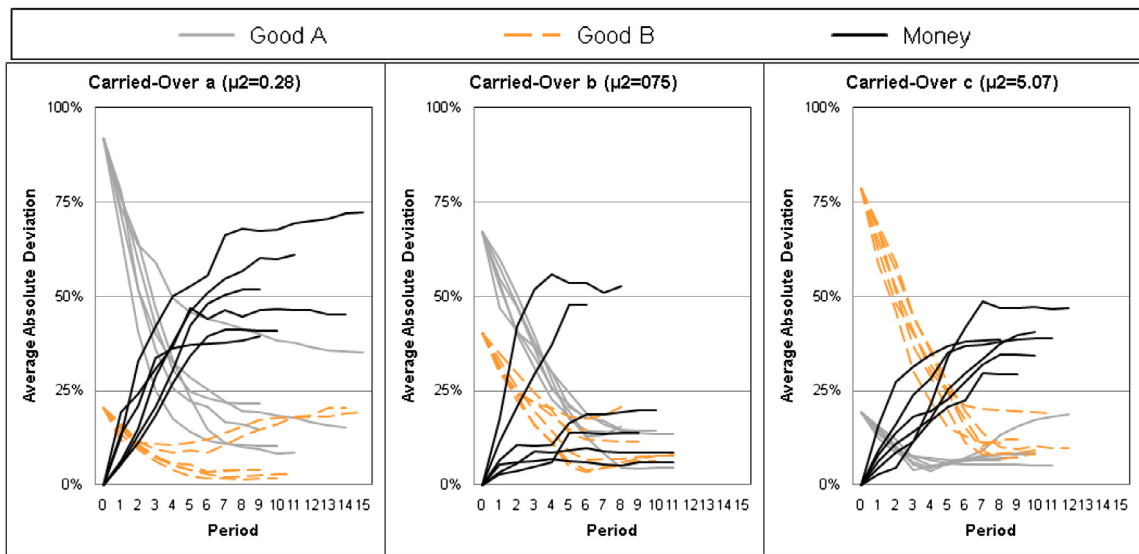 Good A Good B Money
Carried-Over a (µ2=0.28)
Average Absolute Deviation
100%
75%
50%
25%
0%
0 1 2 3 4 5 6 7 8 9 10 11 12 13 14 15
Period
Carried-Over b (µ2=075)
Average Absolute Deviation
100%
75%
50%
25%
0%
0 1 2 3 4 5 6 7 8 9 10 11 12 13 14 15
Period
Carried-Over c (µ2=5.07)
Average Absolute Deviation
100%
75%
50%
25%
0%
0 1 2 3 4 5 6 7 8 9 10 11 12 13 14 15
Period